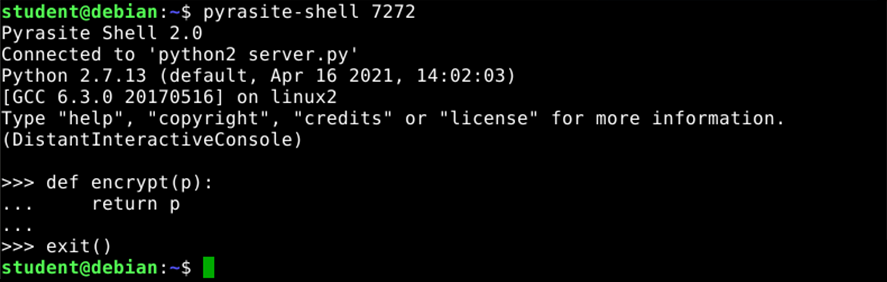 student@debian:~$ pyrasite-shell 7272
Pyrasite Shell 2.0
Connected to 'python2 server.py'
Python 2.7.13 (default, Apr 16 2021, 14:02:03)
[GCC 6.3.0 20170516] on linux2
Type "help", "copyright", "credits" or "license" for more information.
(DistantInteractiveConsole)
>>> def encrypt(p):
...     return p
...
>>> exit()
student@debian:~$